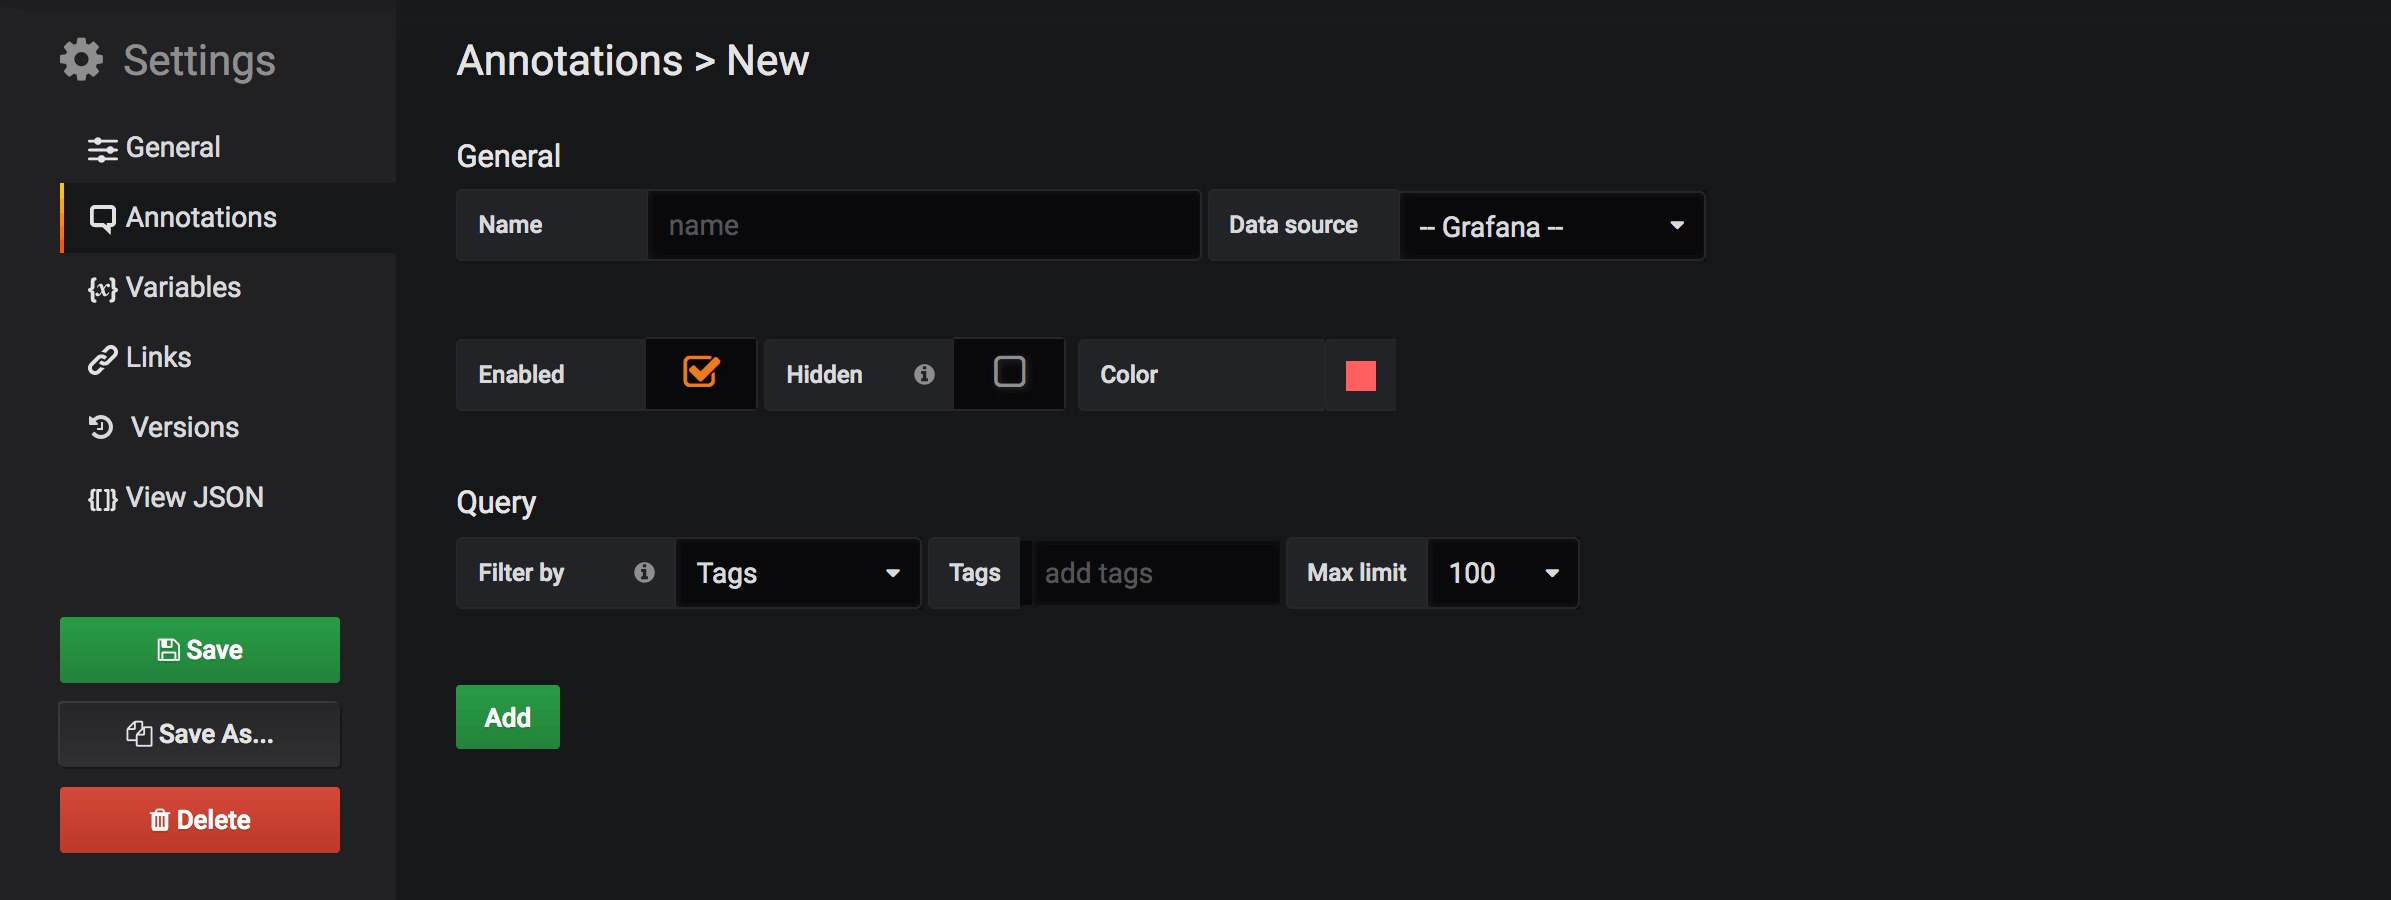 Settings
General
Annotations
{x} Variables
Links
Versions
{[]} View JSON
Save
Save As...
Delete
Annotations > New
General
Name name Data source -- Grafana --
Enabled Hidden Color
Query
Filter by Tags Tags add tags Max limit 100
Add